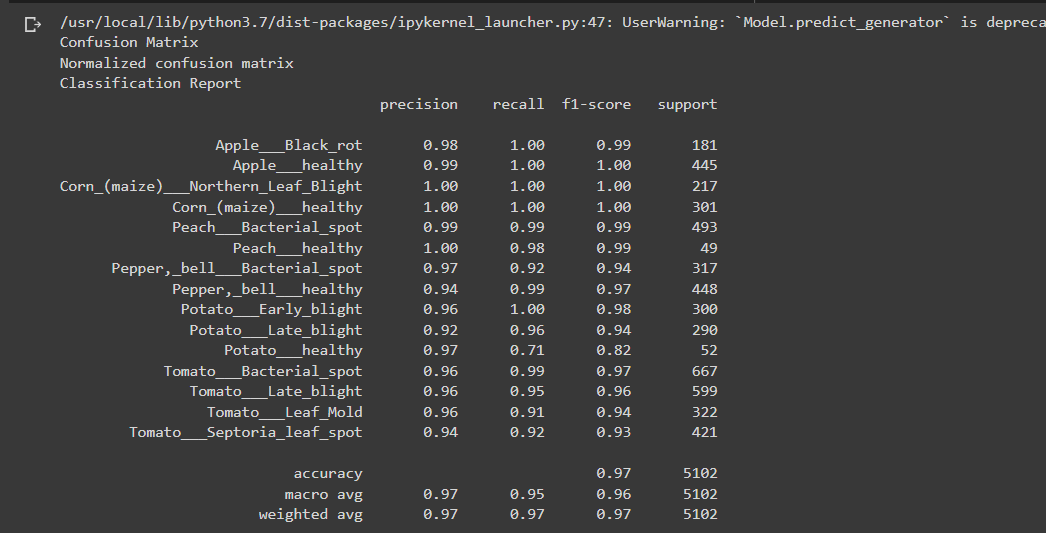 /usr/local/lib/python3.7/dist-packages/ipykernel_launcher.py:47: UserWarning: `Model.predict_generator` is depreca
Confusion Matrix
Normalized confusion matrix
Classification Report
precision recall f1-score support
Apple___Black_rot 0.98 1.00 0.99 181
Apple___healthy 0.99 1.00 1.00 445
Corn_(maize)___Northern_Leaf_Blight 1.00 1.00 1.00 217
Corn_(maize)___healthy 1.00 1.00 1.00 301
Peach___Bacterial_spot 0.99 0.99 0.99 493
Peach___healthy 1.00 0.98 0.99 49
Pepper,_bell___Bacterial_spot 0.97 0.92 0.94 317
Pepper,_bell___healthy 0.94 0.99 0.97 448
Potato___Early_blight 0.96 1.00 0.98 300
Potato___Late_blight 0.92 0.96 0.94 290
Potato___healthy 0.97 0.71 0.82 52
Tomato___Bacterial_spot 0.96 0.99 0.97 667
Tomato___Late_blight 0.96 0.95 0.96 599
Tomato___Leaf_Mold 0.96 0.91 0.94 322
Tomato___Septoria_leaf_spot 0.94 0.92 0.93 421
accuracy 0.97 5102
macro avg 0.97 0.95 0.96 5102
weighted avg 0.97 0.97 0.97 5102